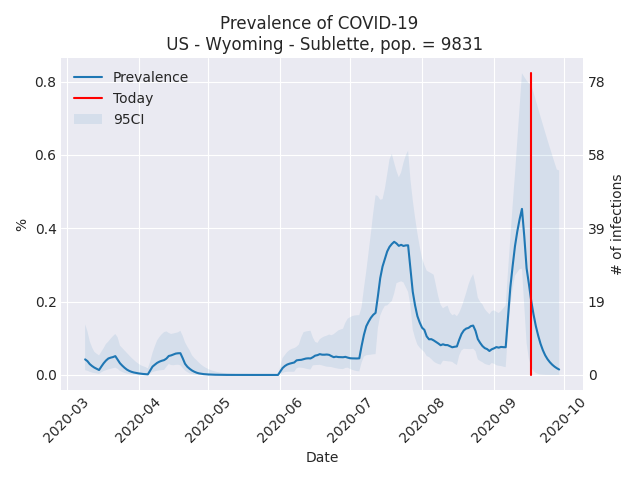 Prevalence of COVID-19
US - Wyoming - Sublette, pop. = 9831
Prevalence
Today
95CI
0.8
0.6
0.4
0.2
0.0
%
78
58
39
19
0
# of infections
2020-03
2020-04
2020-05
2020-06
2020-07
2020-08
2020-09
2020-10
Date